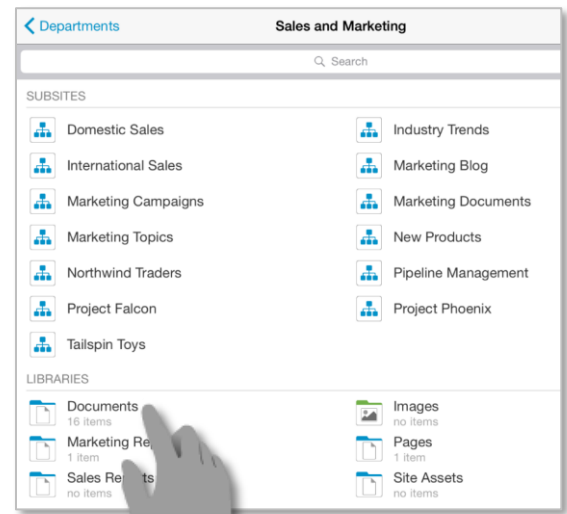 Departments Sales and Marketing
Search
SUBSITES
Domestic Sales Industry Trends
International Sales Marketing Blog
Marketing Campaigns Marketing Documents
Marketing Topics New Products
Northwind Traders Pipeline Management
Project Falcon Project Phoenix
Tailspin Toys
LIBRARIES
Documents Images
16 items no items
Marketing Pages
1 item 1 item
Sales Site Assets
no items no items